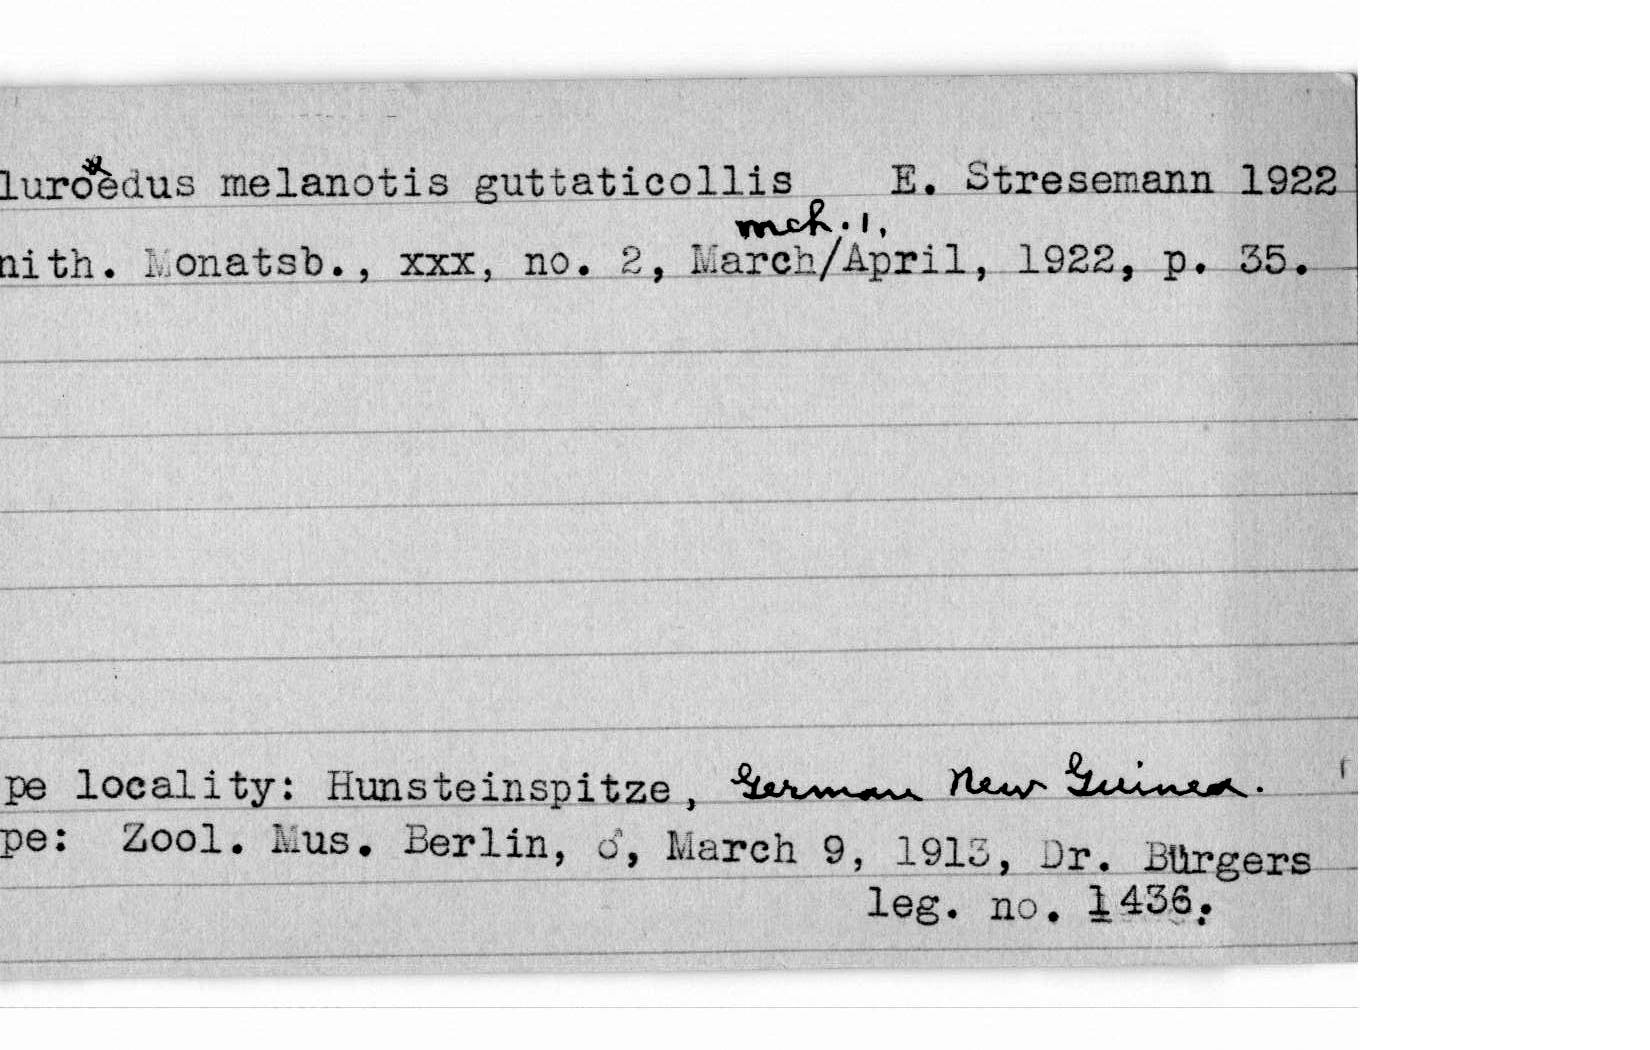 luroëdus melanotis guttaticollis E. Stresemann 1922
mch. 1,
nith. Monatsb., xxx, no. 2, March/April, 1922, p. 35.
pe locality: Hunsteinspitze, German New Guinea.
pe: Zool. Mus. Berlin, ♂, March 9, 1913, Dr. Bürgers
leg. no. 1436.